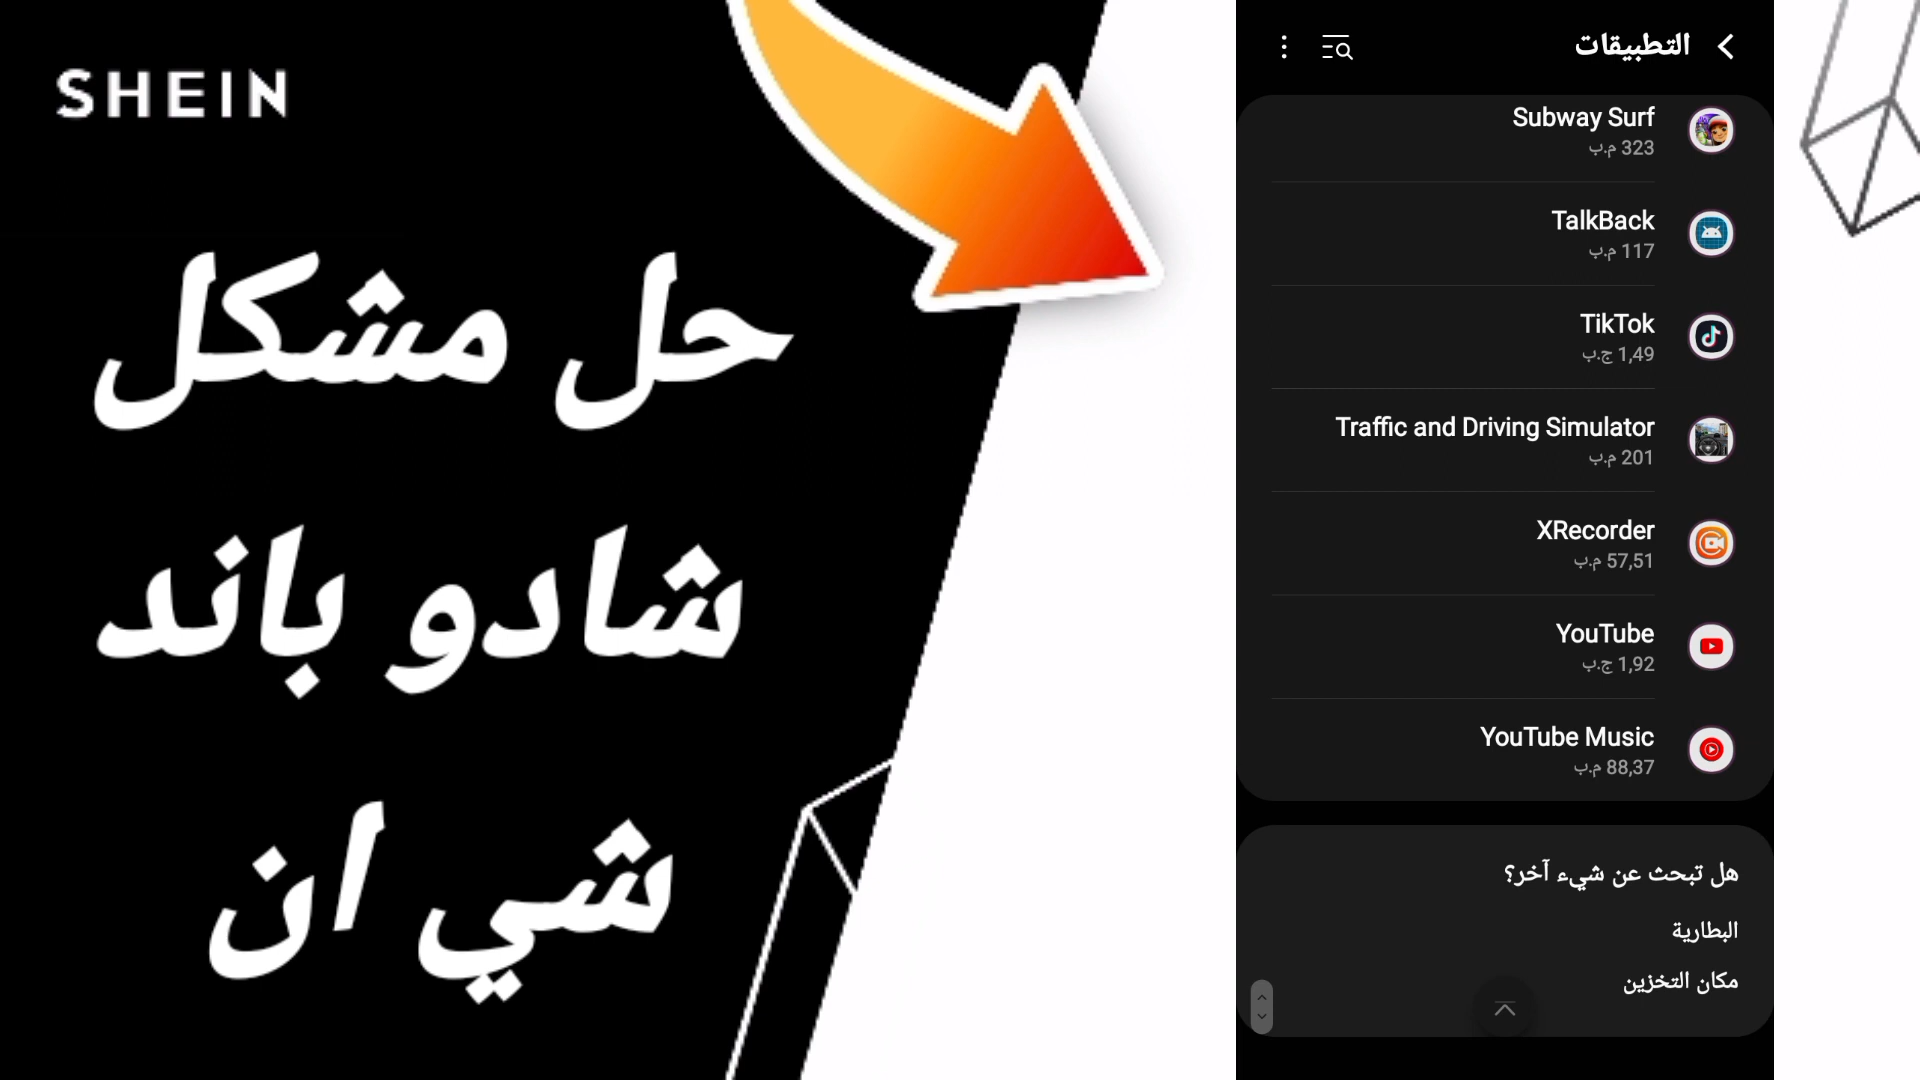 SHEIN
حل مشكل
شادو باند
شي ان
التطبيقات
Subway Surf
323 م.ب
TalkBack
117 م.ب
TikTok
1,49 ج.ب
Traffic and Driving Simulator
201 م.ب
XRecorder
57,51 م.ب
YouTube
1,92 ج.ب
YouTube Music
88,37 م.ب
هل تبحث عن شيء آخر؟
البطارية
مكان التخزين